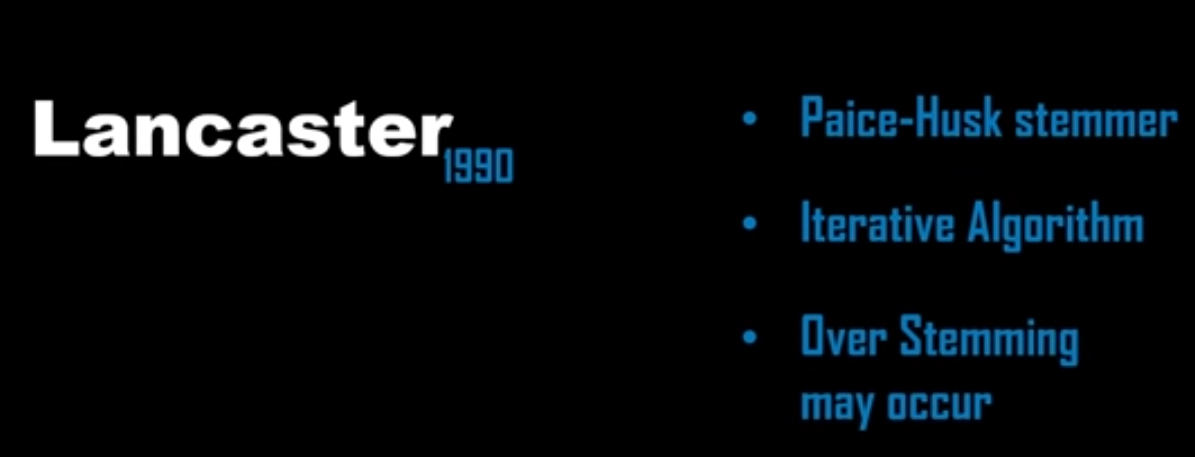 Lancaster
1990
• Paice-Husk stemmer
• Iterative Algorithm
• Over Stemming
may occur